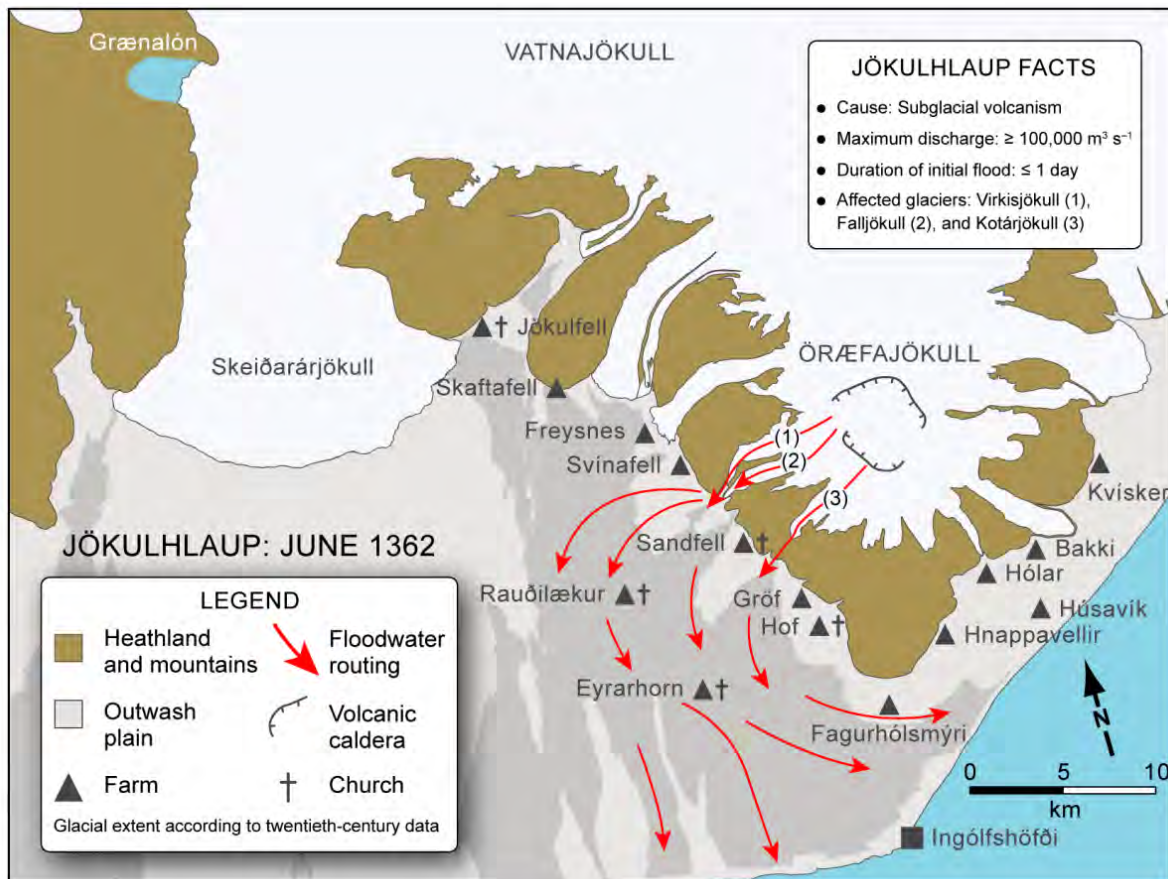 Grænalón
VATNAJÖKULL
JÖKULHLAUP FACTS
● Cause: Subglacial volcanism
● Maximum discharge: ≥ 100,000 m³ s⁻¹
● Duration of initial flood: ≤ 1 day
● Affected glaciers: Virkisjökull (1),
Falljökull (2), and Kotárjökull (3)
Jökulfell
Skeiðarárjökull
ÖRÆFAJÖKULL
Skaftafell
Freysnes
(1)
(2)
Svínafell
Kvísker
(3)
JÖKULHLAUP: JUNE 1362
Sandfell
Bakki
Hólar
Rauðilækur
Gröf
Húsavík
Hof
Hnappavellir
LEGEND
Heathland
and mountains
Floodwater
routing
Outwash
plain
Volcanic
caldera
Farm
Church
Glacial extent according to twentieth-century data
Eyrarhorn
Fagurhólsmýri
N
0 5 10
km
Ingólfshöfði